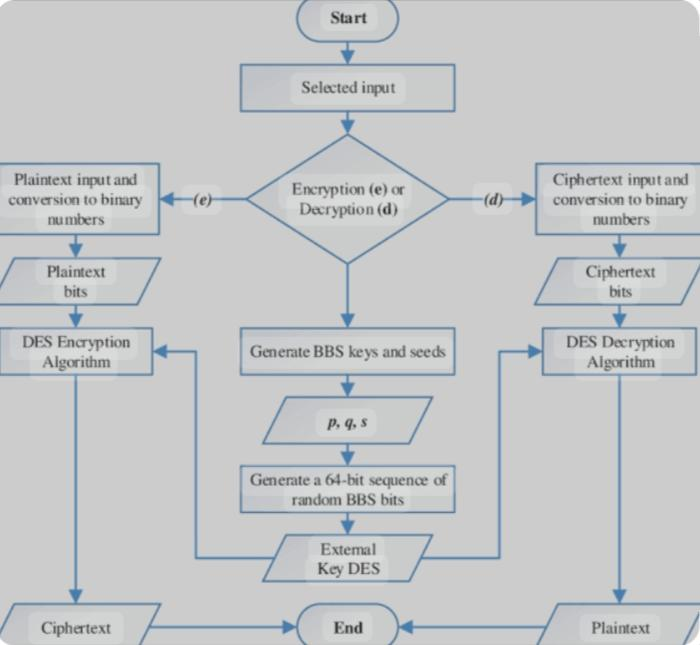 Start
Selected input
Encryption (e) or
Decryption (d)
(e)
(d)
Plaintext input and
conversion to binary
numbers
Plaintext
bits
DES Encryption
Algorithm
Ciphertext input and
conversion to binary
numbers
Ciphertext
bits
DES Decryption
Algorithm
Generate BBS keys and seeds
p, q, s
Generate a 64-bit sequence of
random BBS bits
External
Key DES
Ciphertext
End
Plaintext